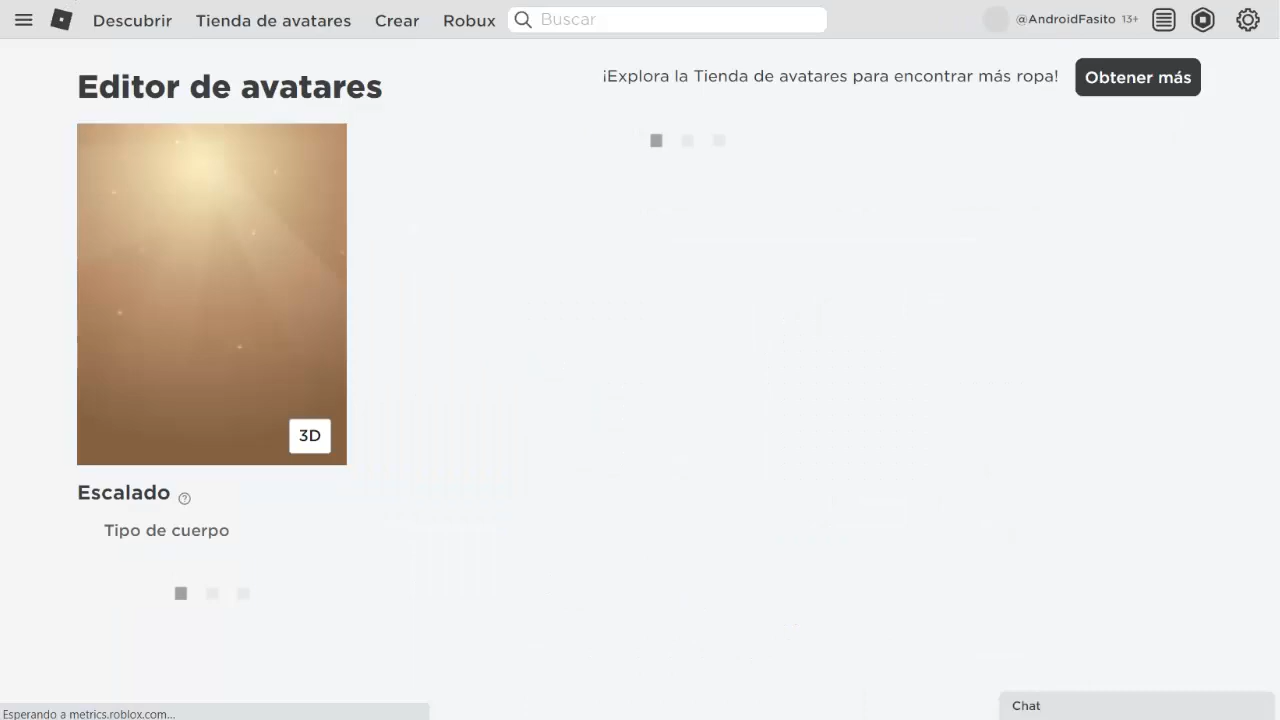 Descubrir Tienda de avatares Crear Robux Buscar @AndroidFasito 13+
Editor de avatares
¡Explora la Tienda de avatares para encontrar más ropa! Obtener más
3D
Escalado ?
Tipo de cuerpo
Esperando a metrics.roblox.com...
Chat